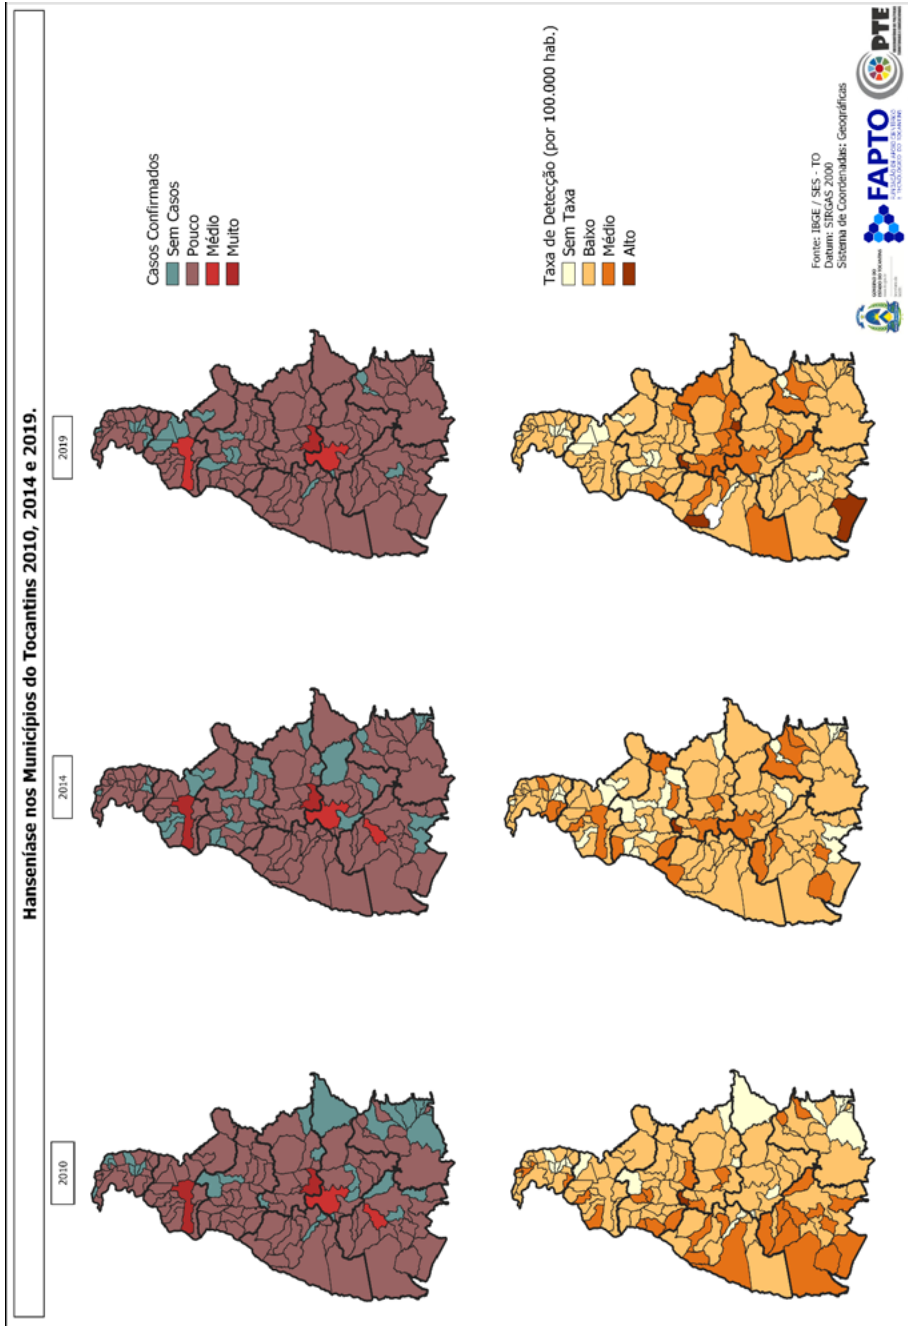 Hanseníase nos Municípios do Tocantins 2010, 2014 e 2019.
2010
2014
2019
Casos Confirmados
Sem Casos
Pouco
Médio
Muito
Taxa de Detecção (por 100.000 hab.)
Sem Taxa
Baixo
Médio
Alto
Fonte: IBGE / SES - TO
Datum: SIRGAS 2000
Sistema de Coordenadas: Geográficas
FAPTO
PTE